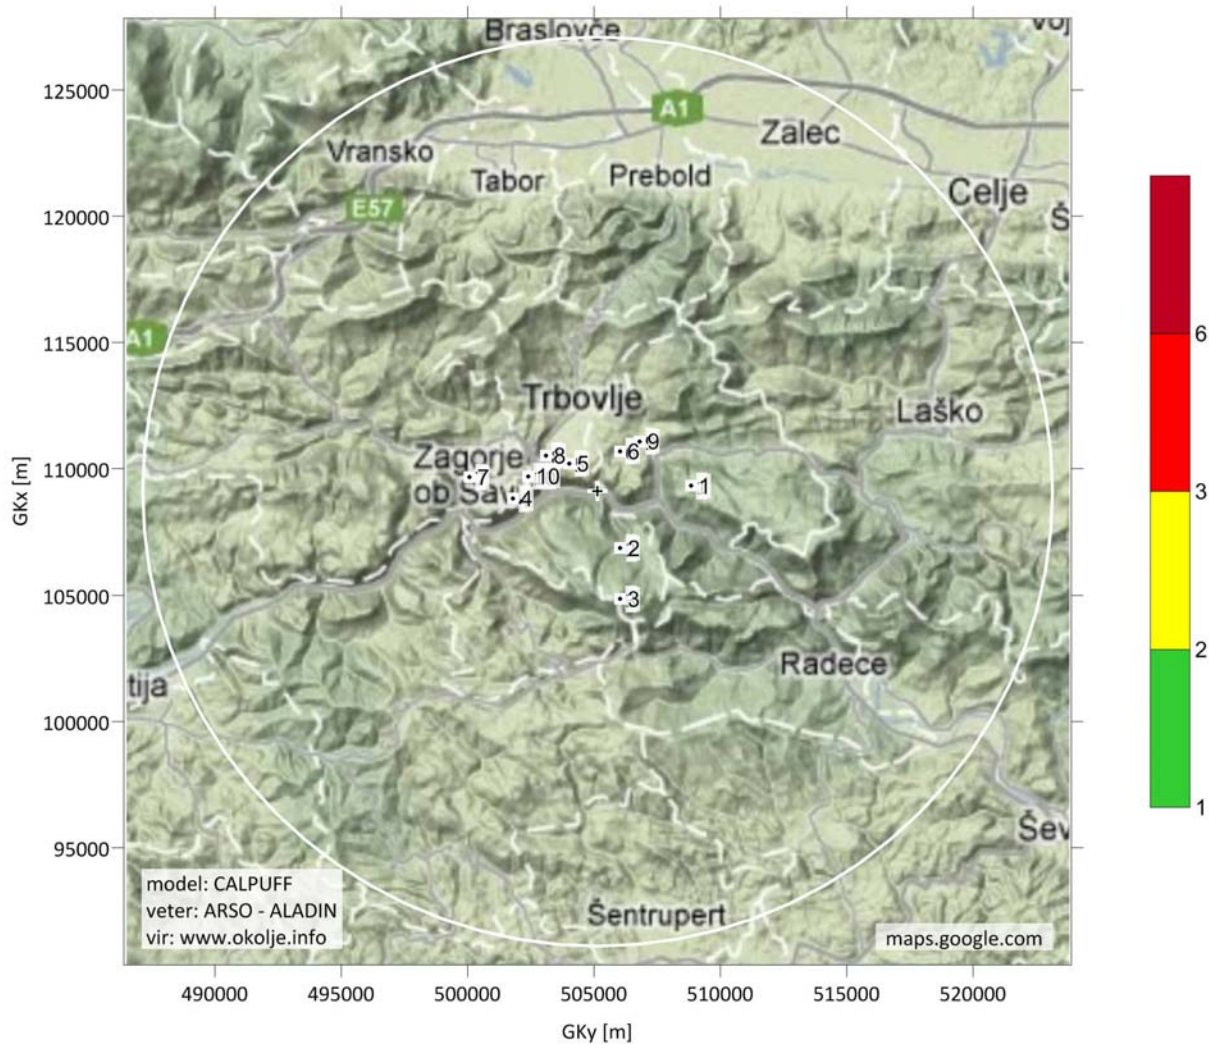 Braslovče
Voj
125000
A1
Žalec
Vransko
Tabor
Prebold
Celje
E57
120000
Š
A1
115000
6
Trbovlje
Laško
9
6
Zagorje
8
5
110000
7
10
1
ob Sav
4
3
GKx [m]
2
105000
3
2
Radece
tija
100000
1
Šev
95000
model: CALPUFF
veter: ARSO - ALADIN
vir: www.okolje.info
Šentrupert
maps.google.com
490000
495000
500000
505000
510000
515000
520000
GKy [m]